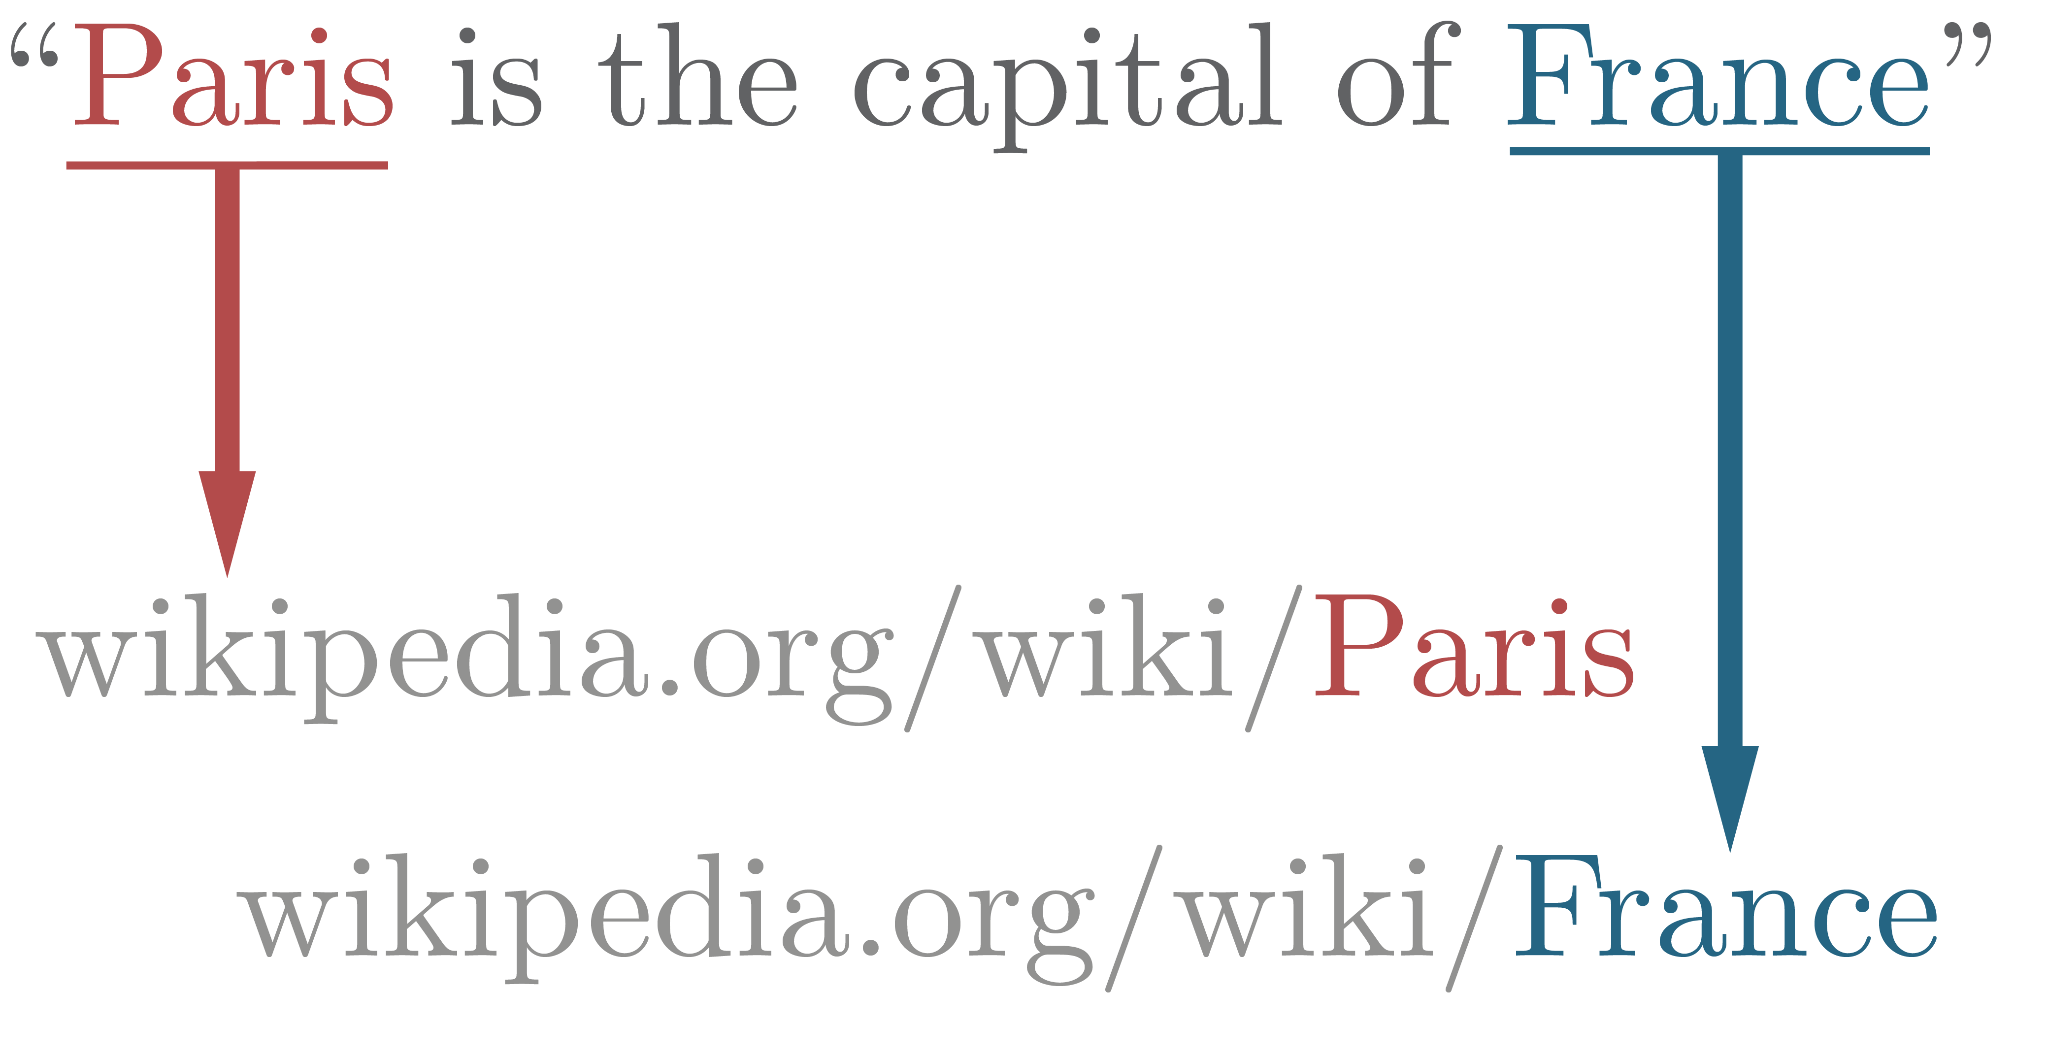 “Paris is the capital of France”
wikipedia.org/wiki/Paris
wikipedia.org/wiki/France